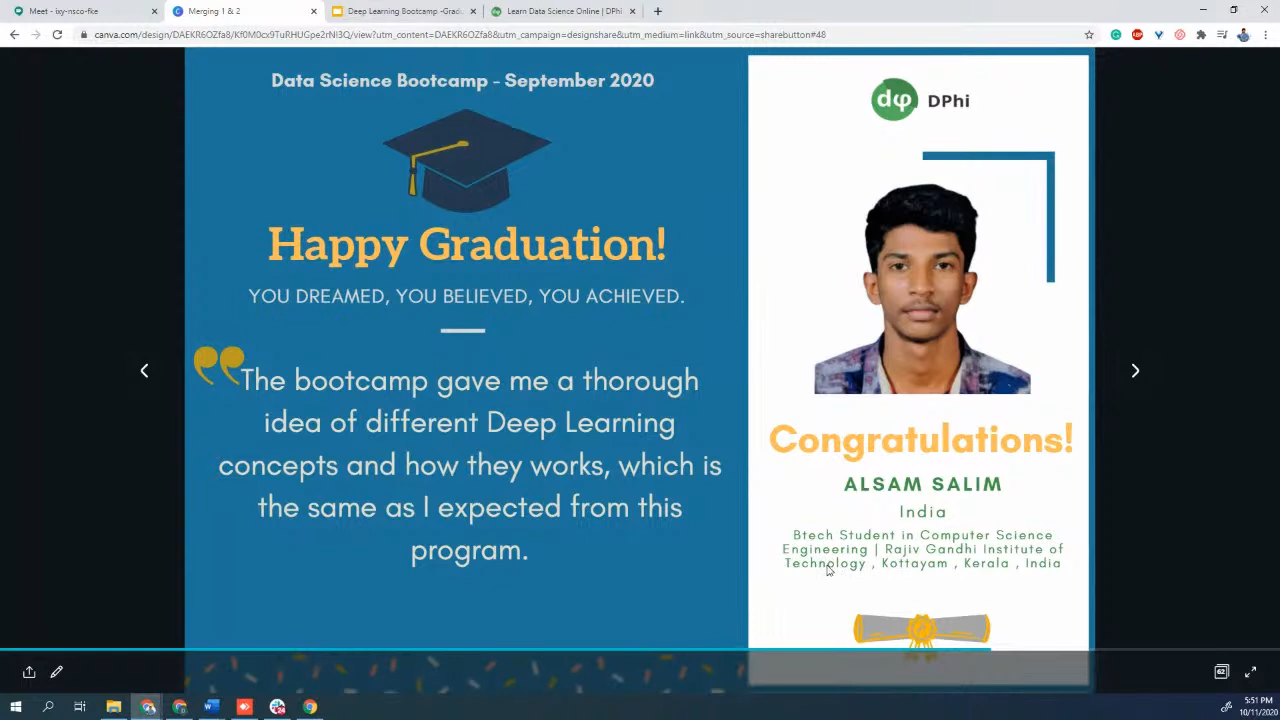 Meet - ixy-nsco-fke
Merging 1 & 2
Deep Learning Bootcamp -Gradu
Learn Data Science Online | DPhi
canva.com/design/DAEKR6OZfa8/Kf0M0cx9TuRHUGpe2rNI3Q/view?utm_content=DAEKR6OZfa8&utm_campaign=designshare&utm_medium=link&utm_source=sharebutton#48
Data Science Bootcamp - September 2020
Happy Graduation!
YOU DREAMED, YOU BELIEVED, YOU ACHIEVED.
The bootcamp gave me a thorough
idea of different Deep Learning
concepts and how they works, which is
the same as I expected from this
program.
dφ DPhi
Congratulations!
ALSAM SALIM
India
Btech Student in Computer Science
Engineering | Rajiv Gandhi Institute of
Technology , Kottayam , Kerala , India
62
5:51 PM
10/11/2020